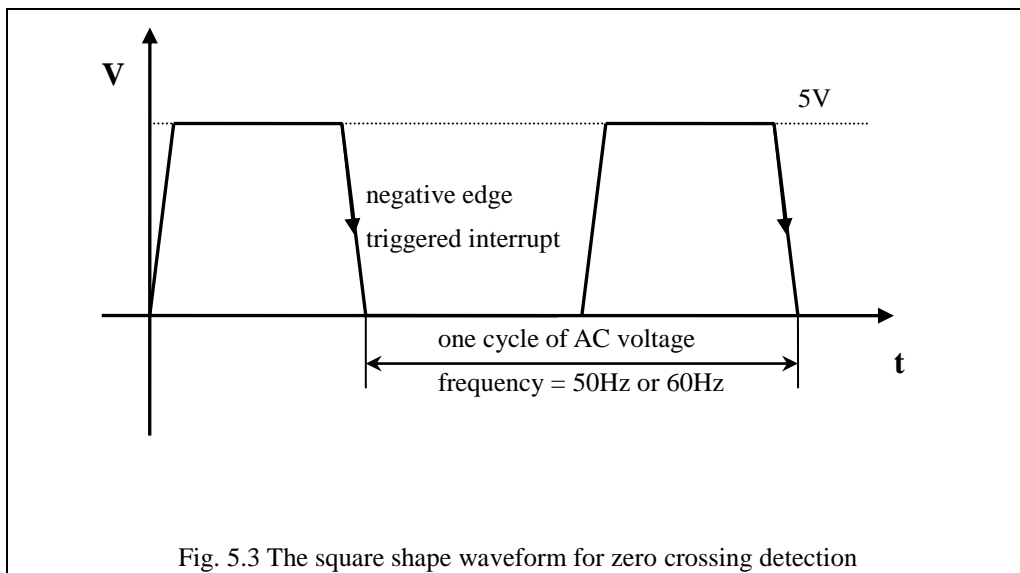 V
5V
negative edge
triggered interrupt
one cycle of AC voltage
t
frequency = 50Hz or 60Hz
Fig. 5.3 The square shape waveform for zero crossing detection